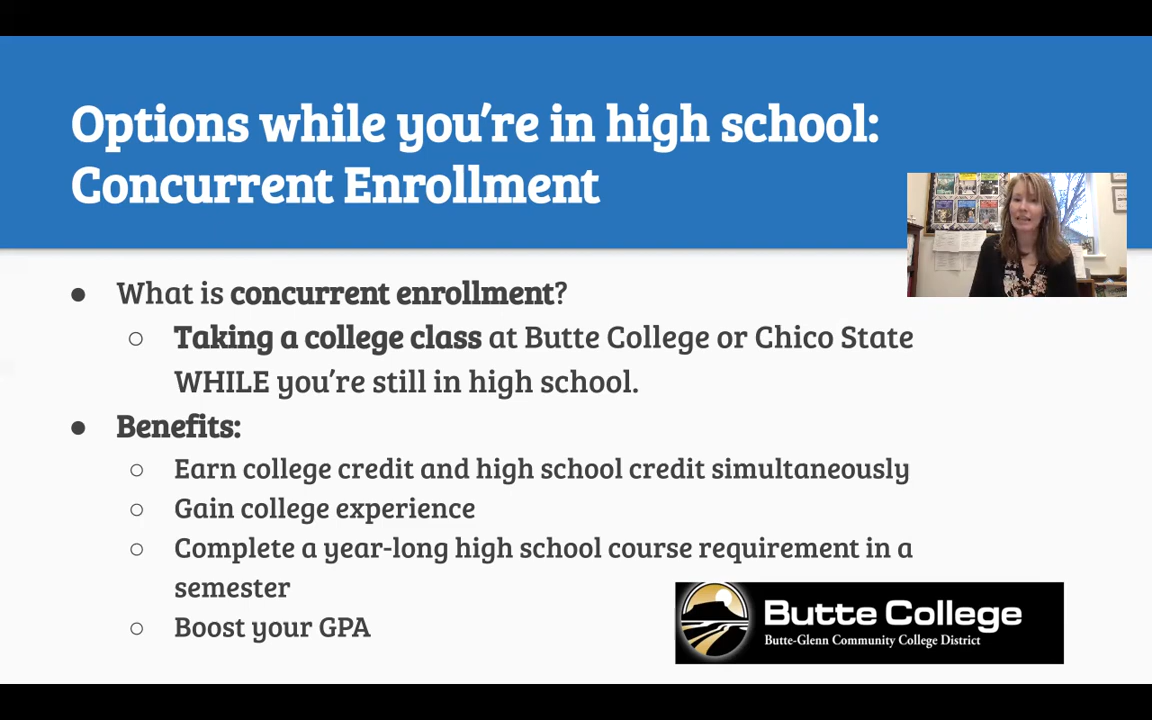 Options while you're in high school:
Concurrent Enrollment
● What is concurrent enrollment?
○ Taking a college class at Butte College or Chico State
WHILE you're still in high school.
● Benefits:
○ Earn college credit and high school credit simultaneously
○ Gain college experience
○ Complete a year-long high school course requirement in a
semester
○ Boost your GPA
Butte College
Butte-Glenn Community College District